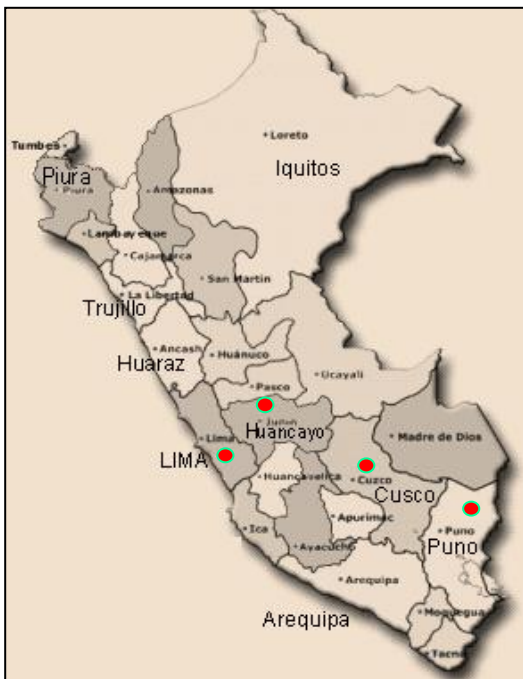 Loreto
Tumbes
Iquitos
Piura
Piura
Amazonas
Lambayeque
Cajamarca
San Martin
La Libertad
Trujillo
Ancash
Huánuco
Huaraz
Ucayali
Pasco
Junin
Huancayo
Lima
Madre de Dios
LIMA
Huancavelica
Cuzco
Cusco
Apurimac
Ica
Puno
Puno
Ayacucho
Arequipa
Moquegua
Arequipa
Tacna